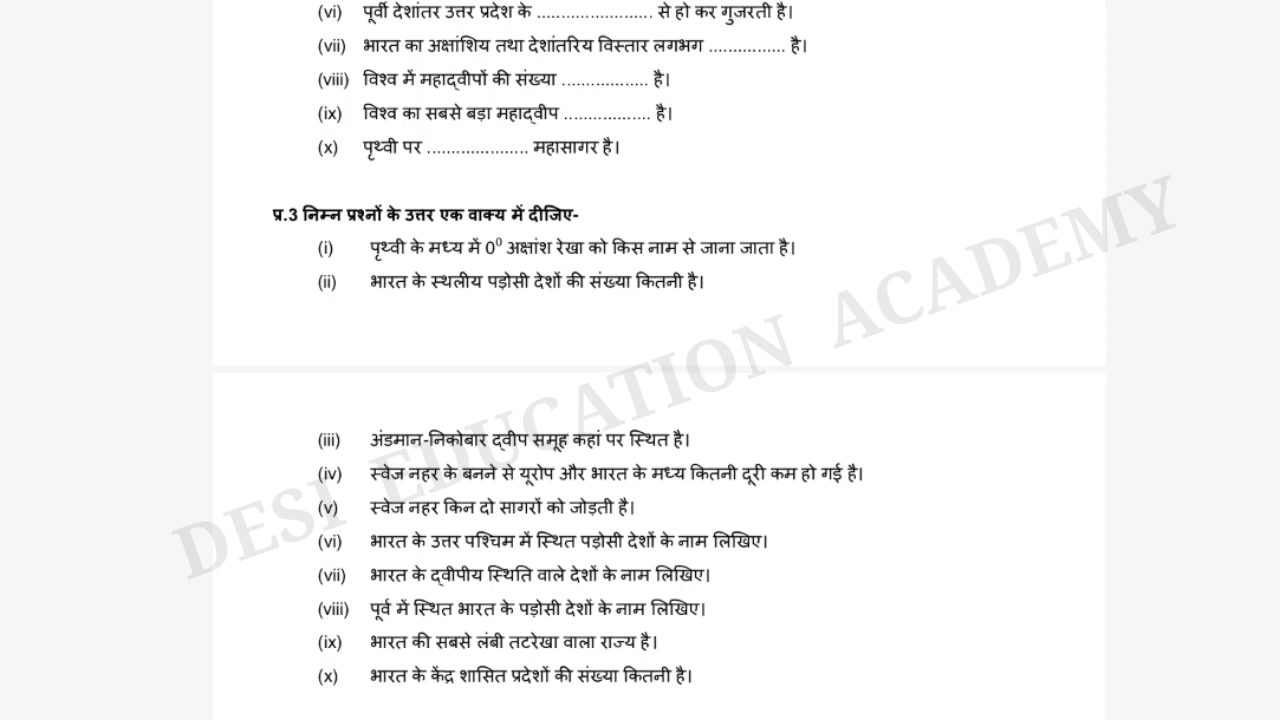 (vi) पूर्वी देशांतर उत्तर प्रदेश के ........................ से हो कर गुजरती है।
(vii) भारत का अक्षांशिय तथा देशांतरिय विस्तार लगभग ................ है।
(viii) विश्व में महाद्वीपों की संख्या .................. है।
(ix) विश्व का सबसे बड़ा महाद्वीप .................. है।
(x) पृथ्वी पर ..................... महासागर है।
प्र.3 निम्न प्रश्नों के उत्तर एक वाक्य में दीजिए-
(i) पृथ्वी के मध्य में 0⁰ अक्षांश रेखा को किस नाम से जाना जाता है।
(ii) भारत के स्थलीय पड़ोसी देशों की संख्या कितनी है।
DESI EDUCATION ACADEMY
(iii) अंडमान-निकोबार द्वीप समूह कहां पर स्थित है।
(iv) स्वेज नहर के बनने से यूरोप और भारत के मध्य कितनी दूरी कम हो गई है।
(v) स्वेज नहर किन दो सागरों को जोड़ती है।
(vi) भारत के उत्तर पश्चिम में स्थित पड़ोसी देशों के नाम लिखिए।
(vii) भारत के द्वीपीय स्थिति वाले देशों के नाम लिखिए।
(viii) पूर्व में स्थित भारत के पड़ोसी देशों के नाम लिखिए।
(ix) भारत की सबसे लंबी तटरेखा वाला राज्य है।
(x) भारत के केंद्र शासित प्रदेशों की संख्या कितनी है।